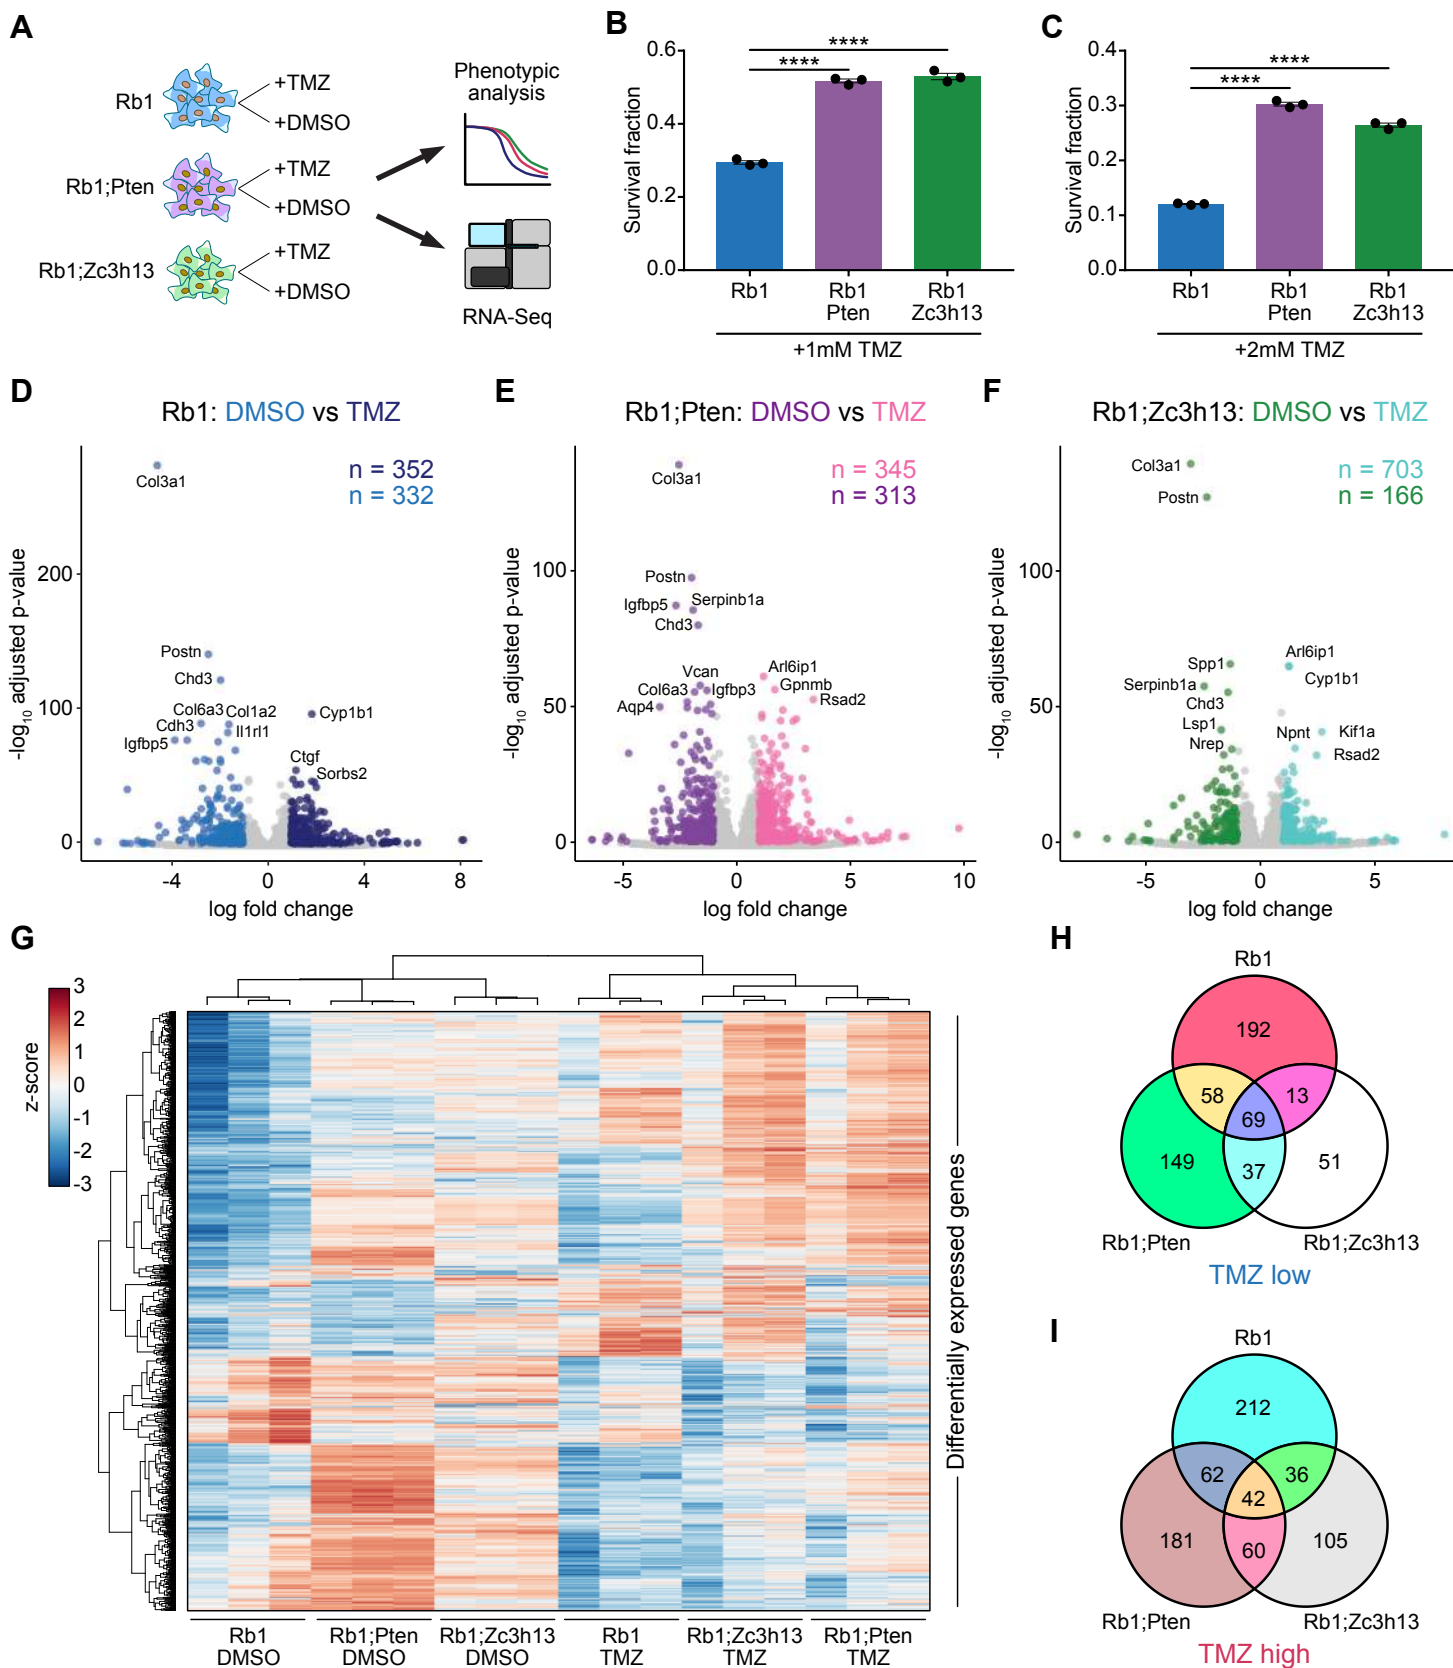 A
Rb1
+TMZ
+DMSO
Rb1;Pten
+TMZ
+DMSO
Rb1;Zc3h13
+TMZ
+DMSO
Phenotypic
analysis
RNA-Seq
B
Survival fraction
0.6
0.4
0.2
0.0
****
****
Rb1
Rb1
Pten
Rb1
Zc3h13
+1mM TMZ
C
Survival fraction
0.4
0.3
0.2
0.1
0.0
****
****
Rb1
Rb1
Pten
Rb1
Zc3h13
+2mM TMZ
D
Rb1: DMSO vs TMZ
n = 352
n = 332
-log10 adjusted p-value
200
100
0
Col3a1
Postn
Chd3
Col6a3
Col1a2
Cdh3
Il1rl1
Igfbp5
Cyp1b1
Ctgf
Sorbs2
-4
0
4
8
log fold change
E
Rb1;Pten: DMSO vs TMZ
n = 345
n = 313
-log10 adjusted p-value
100
50
0
Col3a1
Postn
Igfbp5
Serpinb1a
Chd3
Vcan
Col6a3
Igfbp3
Aqp4
Arl6ip1
Gpnmb
Rsad2
-5
0
5
10
log fold change
F
Rb1;Zc3h13: DMSO vs TMZ
n = 703
n = 166
-log10 adjusted p-value
100
50
0
Col3a1
Postn
Spp1
Serpinb1a
Chd3
Lsp1
Nrep
Arl6ip1
Cyp1b1
Npnt
Kif1a
Rsad2
-5
0
5
log fold change
G
z-score
3
2
1
0
-1
-2
-3
Differentially expressed genes
Rb1
DMSO
Rb1;Pten
DMSO
Rb1;Zc3h13
DMSO
Rb1
TMZ
Rb1;Zc3h13
TMZ
Rb1;Pten
TMZ
H
Rb1
192
58
13
69
149
37
51
Rb1;Pten
Rb1;Zc3h13
TMZ low
I
Rb1
212
62
36
42
181
60
105
Rb1;Pten
Rb1;Zc3h13
TMZ high